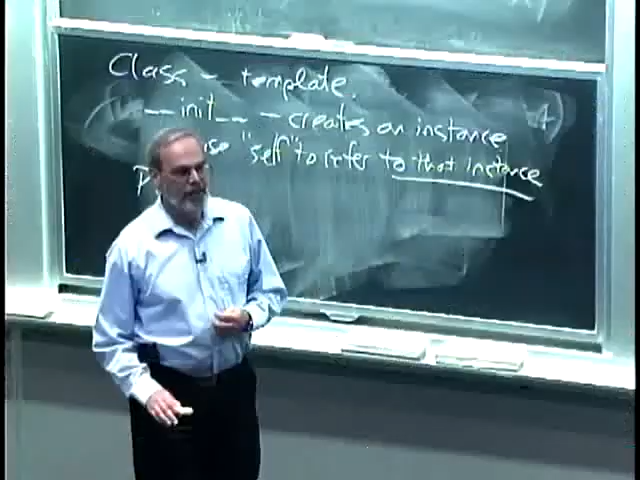 Class – template.
__init__ – creates an instance
use "self" to refer to that instance
P